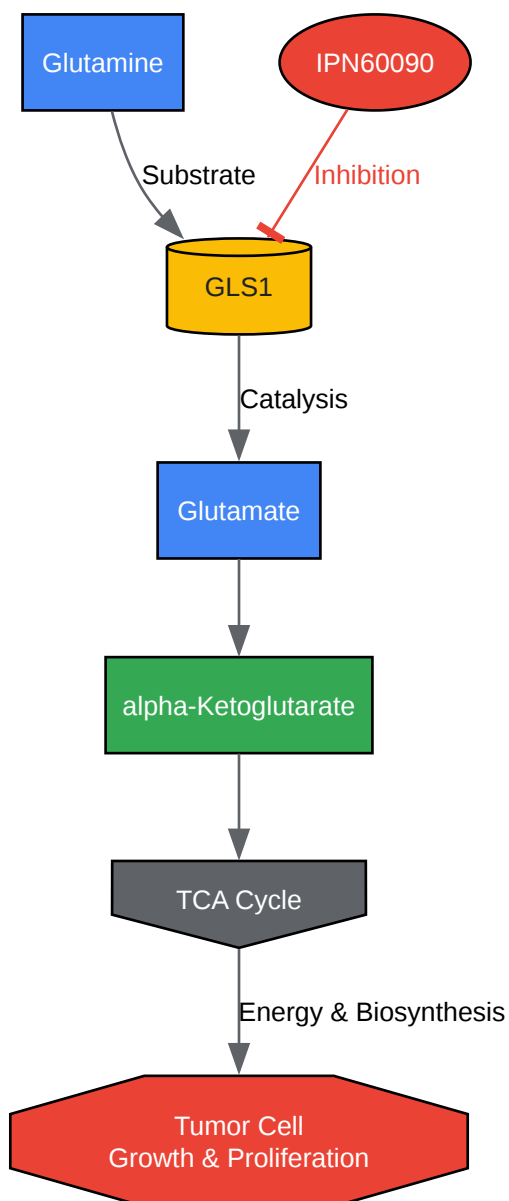 Glutamine
IPN60090
Substrate
Inhibition
GLS1
Catalysis
Glutamate
alpha-Ketoglutarate
TCA Cycle
Energy & Biosynthesis
Tumor Cell
Growth & Proliferation